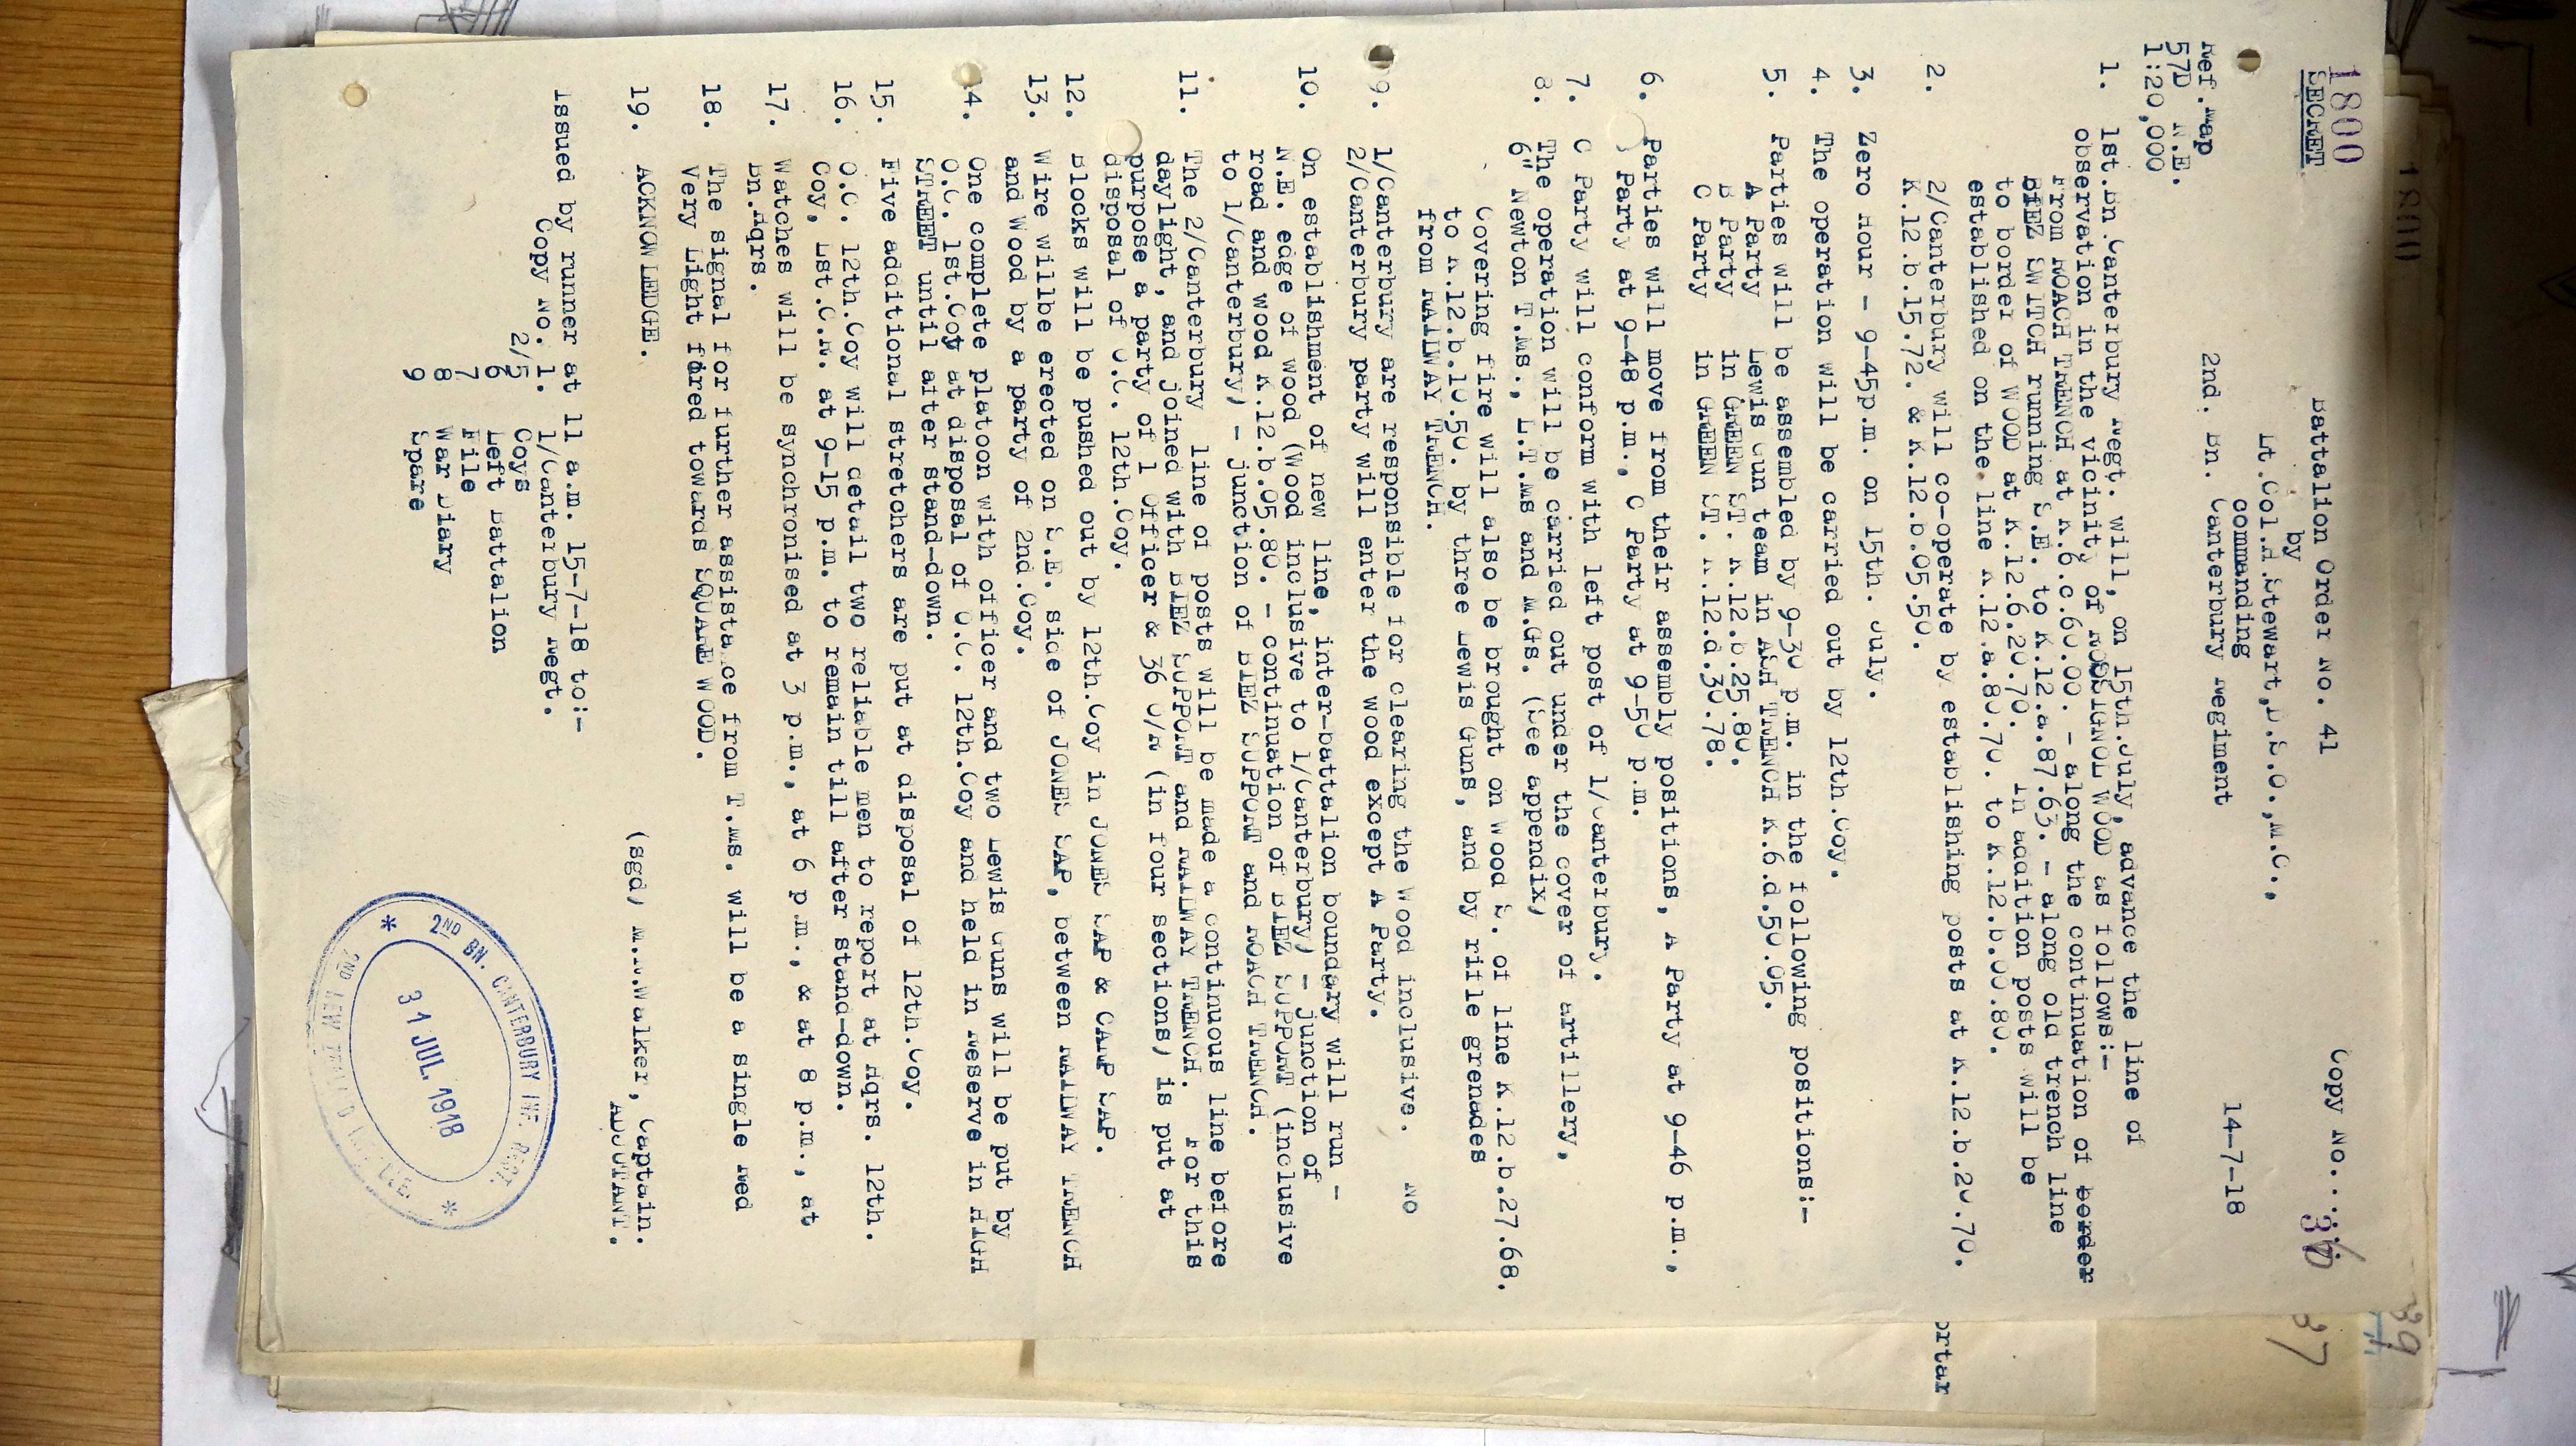 1800
SECRET
Copy No....
36
37
39
Battalion Order No. 41
by
Lt.Col.H.Stewart,D.S.O.,M.C.,
commanding
2nd. Bn. Canterbury Regiment
14-7-18
Ref.Map
57D N.E.
1:20,000
1. 1st.Bn.Canterbury Regt. will, on 15th.July, advance the line of
observation in the vicinity of ROSSIGNOL WOOD as follows:-
From ROACH TRENCH at K.6.c.60.00. - along the continuation of border
BIEZ SWITCH running S.E. to K.12.a.87.63. - along old trench line
to border of WOOD at K.12.6.20.70. In addition posts will be
established on the line K.12.a.80.70. to K.12.b.00.80.
2. 2/Canterbury will co-operate by establishing posts at K.12.b.20.70.
K.12.b.15.72. & K.12.b.05.50.
3. Zero Hour - 9-45p.m. on 15th. July.
4. The operation will be carried out by 12th.Coy.
5. Parties will be assembled by 9-30 p.m. in the following positions:-
A Party Lewis Gun team in ASH TRENCH K.6.d.50.05.
B Party in GREEN ST. K.12.b.25.80.
C Party in GREEN ST. K.12.d.30.78.
6. Parties will move from their assembly positions, A Party at 9-46 p.m.,
Party at 9-48 p.m., C Party at 9-50 p.m.
7. C Party will conform with left post of 1/Canterbury.
8. The operation will be carried out under the cover of artillery,
6" Newton T.Ms., L.T.Ms and M.Gs. (See appendix)
Covering fire will also be brought on Wood S. of line K.12.b.27.68.
to K.12.b.10.50. by three Lewis Guns, and by rifle grenades
from RAILWAY TRENCH.
9. 1/Canterbury are responsible for clearing the Wood inclusive. No
2/Canterbury party will enter the wood except A Party.
10. On establishment of new line, inter-battalion boundary will run -
N.E. edge of wood (Wood inclusive to 1/Canterbury) - junction of
road and wood K.12.b.05.80. - continuation of BIEZ SUPPORT (inclusive
to 1/Canterbury) - junction of BIEZ SUPPORT and ROACH TRENCH.
11. The 2/Canterbury line of posts will be made a continuous line before
daylight, and joined with BIEZ SUPPORT and RAILWAY TRENCH. For this
purpose a party of 1 Officer & 36 O/R (in four sections) is put at
disposal of O.C. 12th.Coy.
12. Blocks will be pushed out by 12th.Coy in JONES SAP & CARP SAP.
13. Wire willbe erected on S.E. side of JONES SAP, between RAILWAY TRENCH
and Wood by a party of 2nd.Coy.
14. One complete platoon with officer and two Lewis Guns will be put by
O.C. 1st.Coy at disposal of O.C. 12th.Coy and held in Reserve in HIGH
STREET until after stand-down.
15. Five additional stretchers are put at disposal of 12th.Coy.
16. O.C. 12th.Coy will detail two reliable men to report at Hqrs. 12th.
Coy, 1st.C.R. at 9-15 p.m. to remain till after stand-down.
17. Watches will be synchronised at 3 p.m., at 6 p.m., & at 8 p.m., at
Bn.Hqrs.
18. The signal for further assistance from T.Ms. will be a single Red
Very Light fired towards SQUARE WOOD.
19. ACKNOWLEDGE.
(sgd) Walker, Captain.
ADJUTANT.
Issued by runner at 11 a.m. 15-7-18 to:-
Copy No. 1. 1/Canterbury Regt.
2/5 Coys
6 Left Battalion
7 File
8 War Diary
9 Spare
2ND BN. CANTERBURY INF. REGT.
31 JUL. 1918
ortar
1800